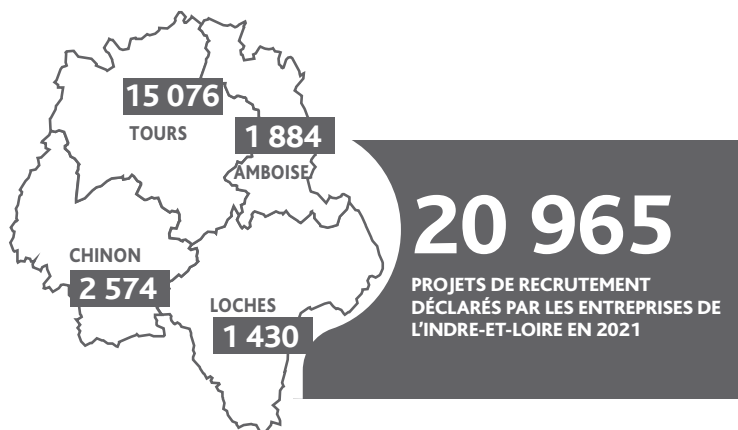 15 076
TOURS
1 884
AMBOISE
CHINON
2 574
LOCHES
1 430
20 965
PROJETS DE RECRUTEMENT
DÉCLARÉS PAR LES ENTREPRISES DE
L’INDRE-ET-LOIRE EN 2021